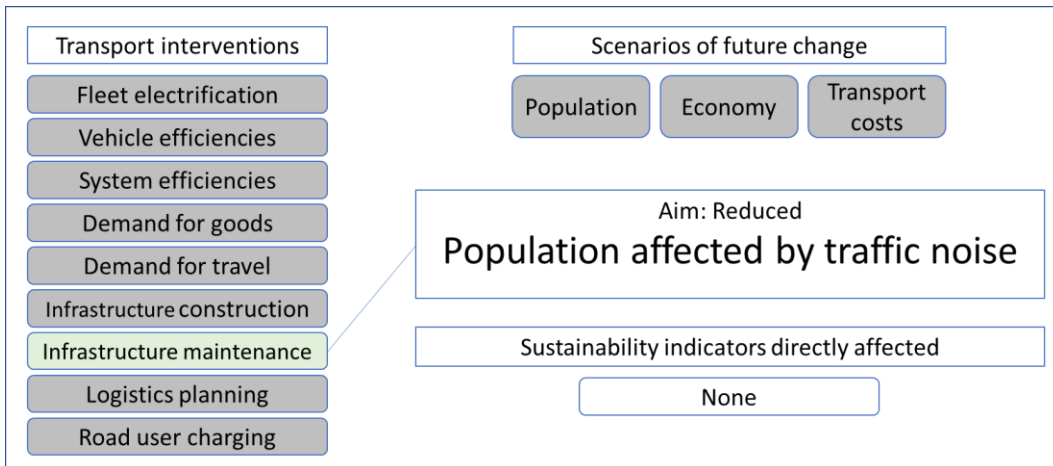 Transport interventions
Fleet electrification
Vehicle efficiencies
System efficiencies
Demand for goods
Demand for travel
Infrastructure construction
Infrastructure maintenance
Logistics planning
Road user charging
Scenarios of future change
Population
Economy
Transport
costs
Aim: Reduced
Population affected by traffic noise
Sustainability indicators directly affected
None